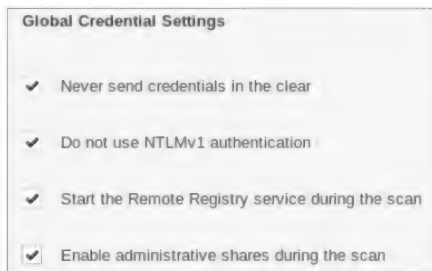 Global Credential Settings
Never send credentials in the clear
Do not use NTLMv1 authentication
Start the Remote Registry service during the scan
Enable administrative shares during the scan